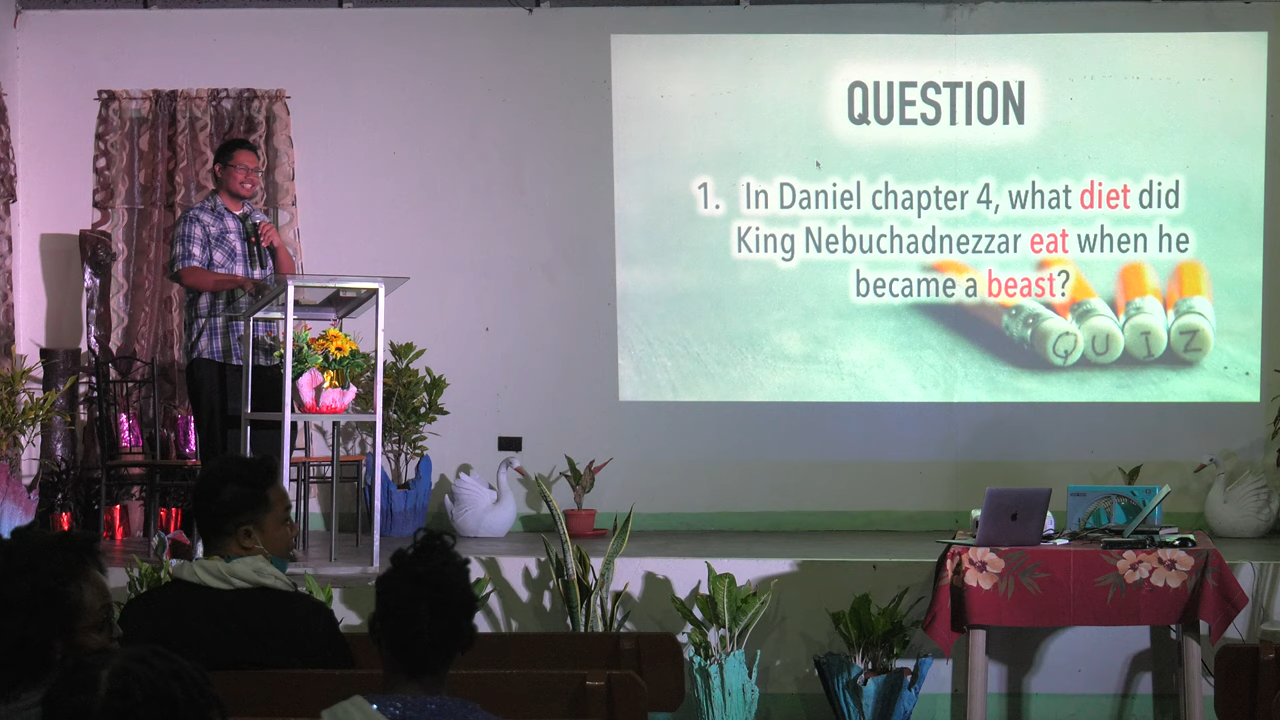 QUESTION
1. In Daniel chapter 4, what diet did
King Nebuchadnezzar eat when he
became a beast?
QUIZ